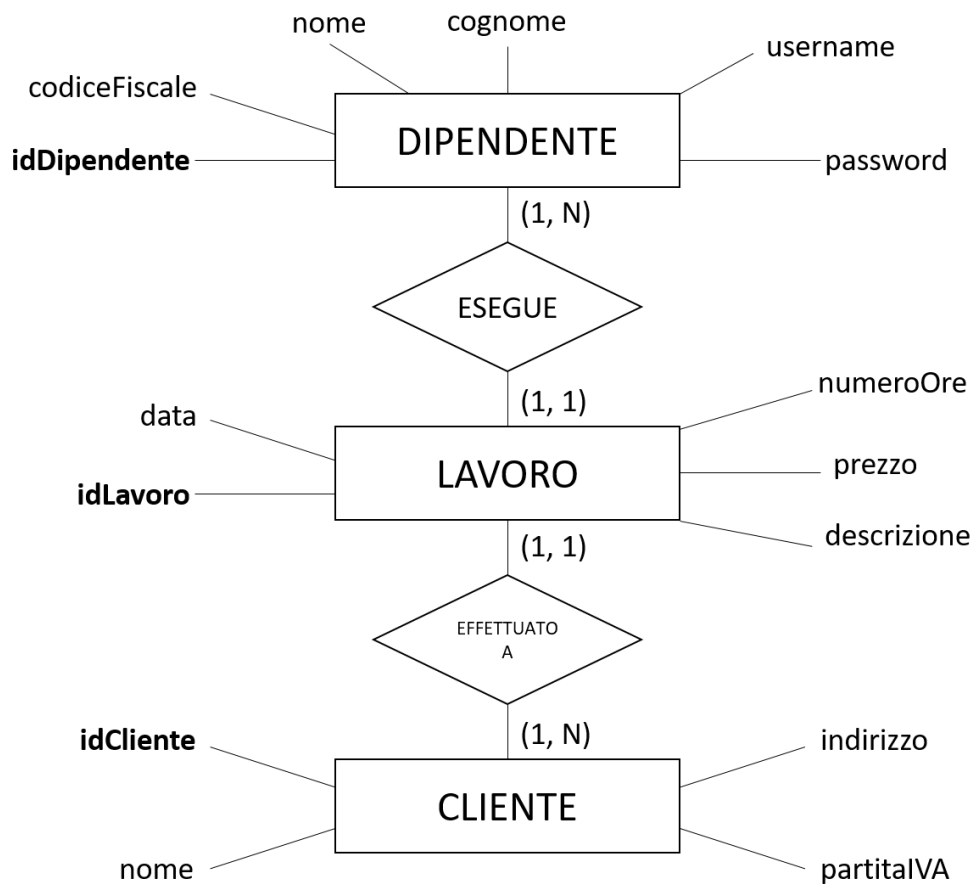 nome
cognome
username
codiceFiscale
DIPENDENTE
idDipendente
password
(1, N)
ESEGUE
numeroOre
(1, 1)
data
LAVORO
prezzo
idLavoro
descrizione
(1, 1)
EFFETTUATO
A
idCliente
(1, N)
indirizzo
CLIENTE
nome
partitaIVA